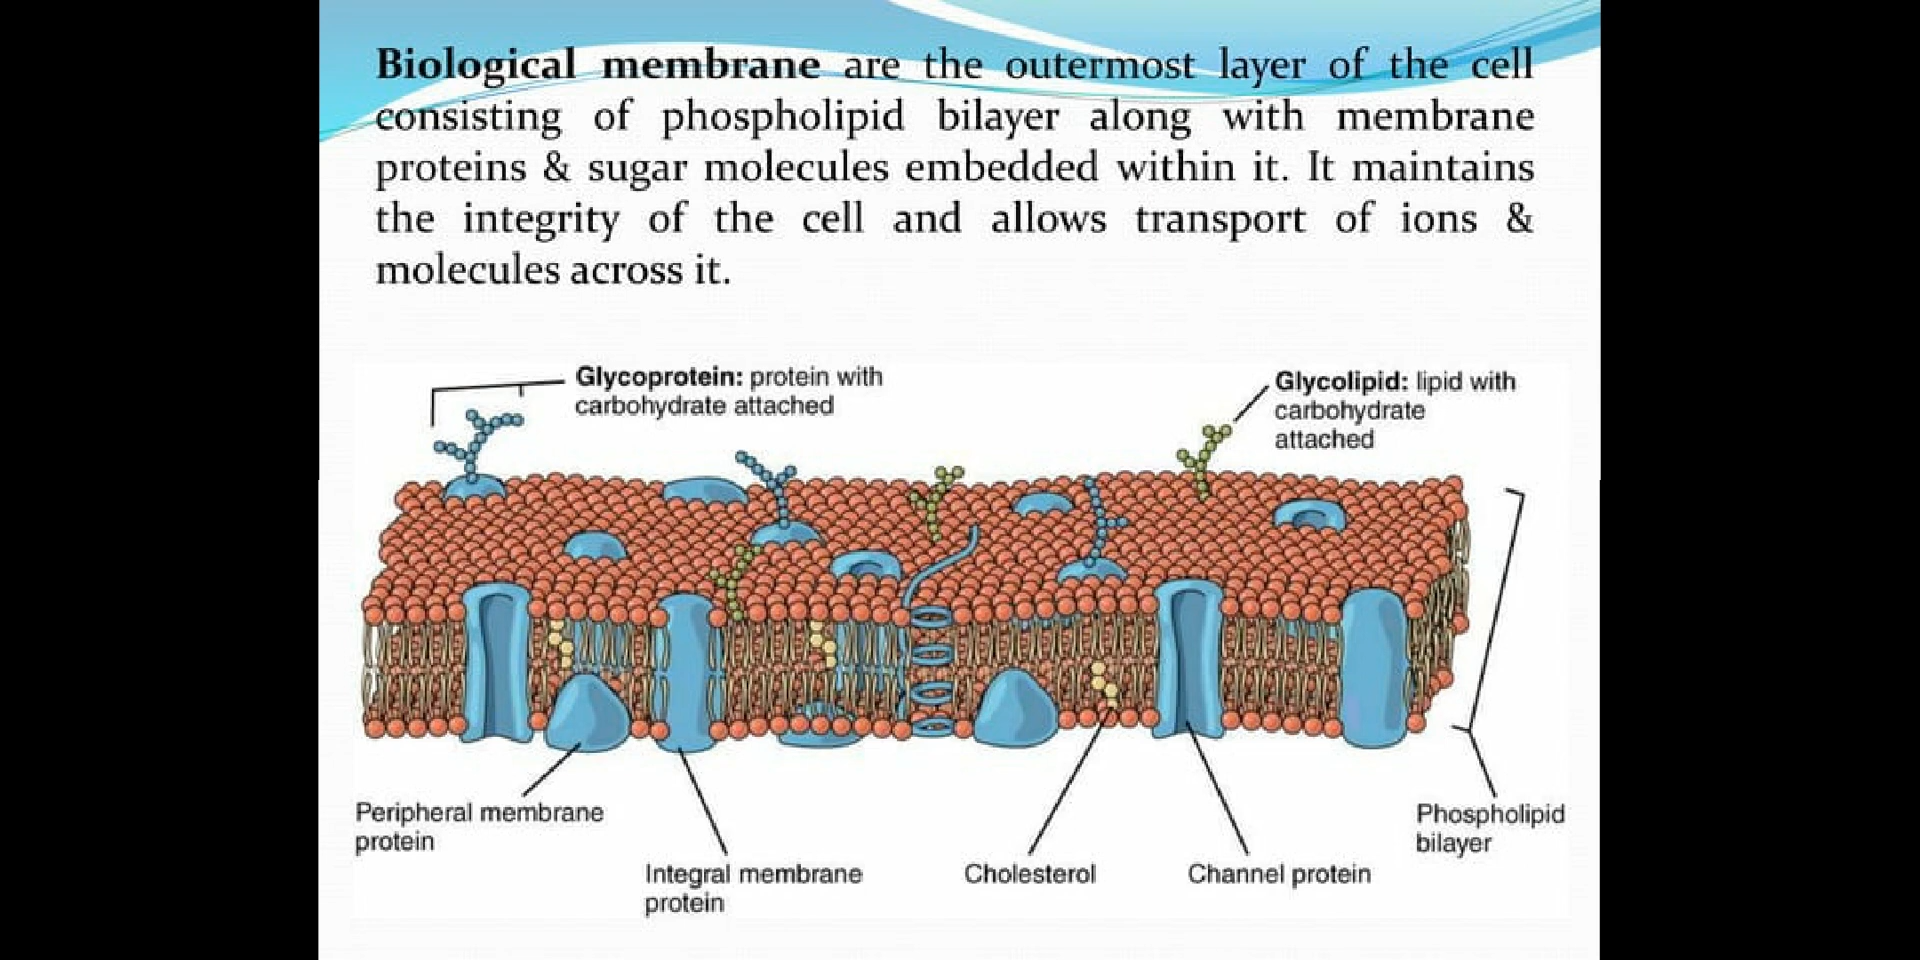 Biological membrane are the outermost layer of the cell
consisting of phospholipid bilayer along with membrane
proteins & sugar molecules embedded within it. It maintains
the integrity of the cell and allows transport of ions &
molecules across it.
Glycoprotein: protein with
carbohydrate attached
Glycolipid: lipid with
carbohydrate
attached
Peripheral membrane
protein
Integral membrane
protein
Cholesterol
Channel protein
Phospholipid
bilayer